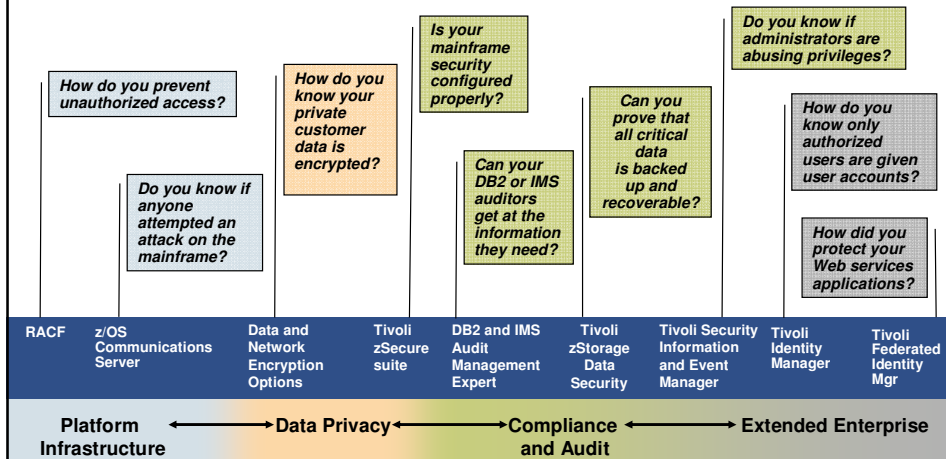 How do you prevent
unauthorized access?
Do you know if
anyone
attempted an
attack on the
mainframe?
How do you
know your
private
customer
data is
encrypted?
Is your
mainframe
security
configured
properly?
Can your
DB2 or IMS
auditors
get at the
information
they need?
Can you
prove that
all critical
data
is backed
up and
recoverable?
Do you know if
administrators are
abusing privileges?
How do you
know only
authorized
users are given
user accounts?
How did you
protect your
Web services
applications?
RACF
z/OS
Communications
Server
Data and
Network
Encryption
Options
Tivoli
zSecure
suite
DB2 and IMS
Audit
Management
Expert
Tivoli
zStorage
Data
Security
Tivoli Security
Information
and Event
Manager
Tivoli
Identity
Manager
Tivoli
Federated
Identity
Mgr
Platform
Infrastructure
Data Privacy
Compliance
and Audit
Extended Enterprise